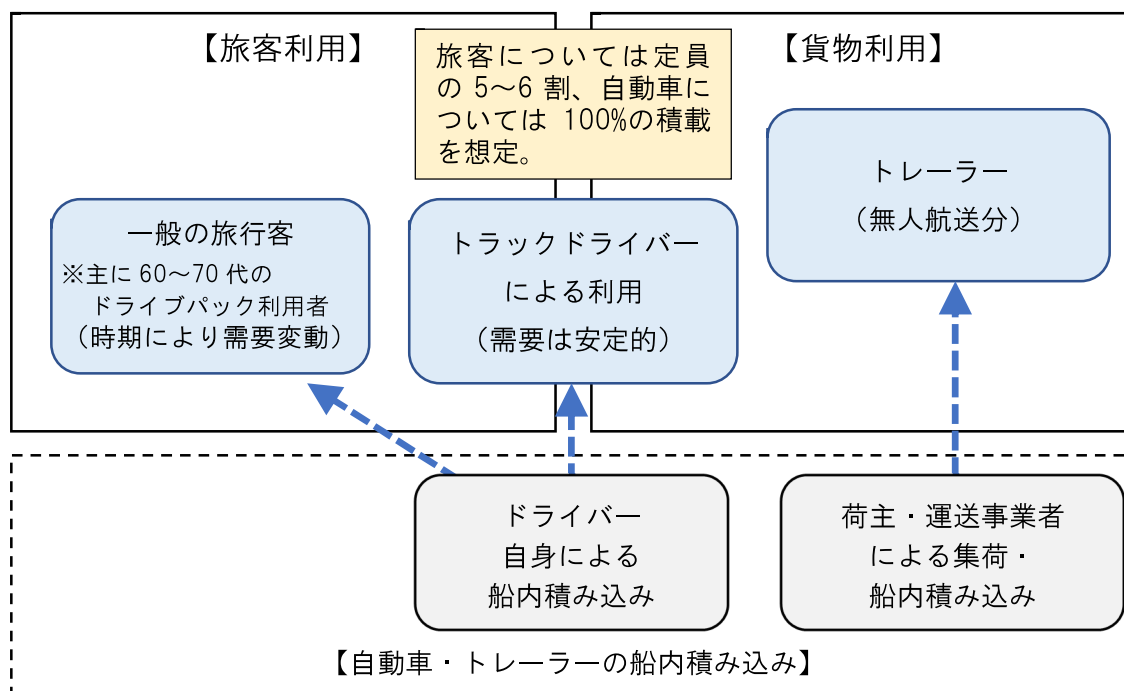 【旅客利用】
旅客については定員
の 5～6 割、自動車に
ついては 100%の積載
を想定。
【貨物利用】
一般の旅行客
※主に 60～70 代の
ドライブパック利用者
（時期により需要変動）
トラックドライバー
による利用
（需要は安定的）
トレーラー
（無人航送分）
ドライバー
自身による
船内積み込み
荷主・運送事業者
による集荷・
船内積み込み
【自動車・トレーラーの船内積み込み】